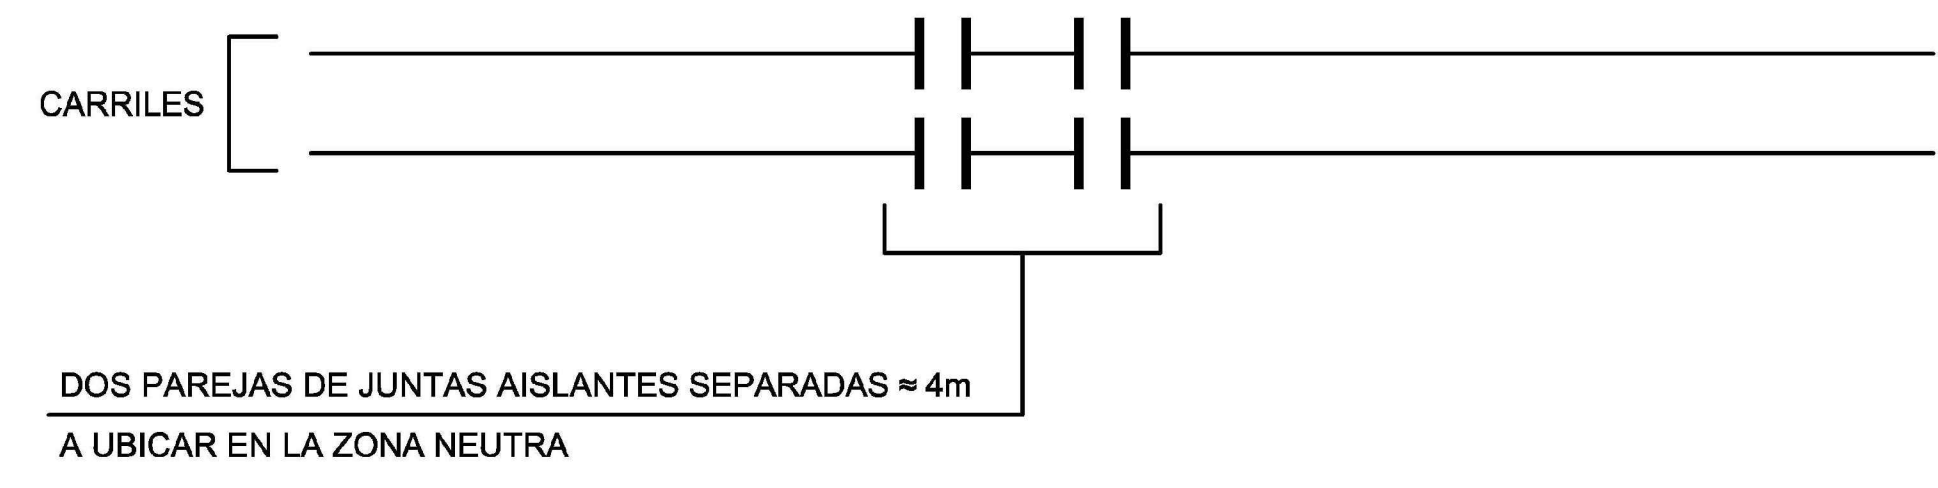 CARRILES
DOS PAREJAS DE JUNTAS AISLANTES SEPARADAS ≈ 4m
A UBICAR EN LA ZONA NEUTRA